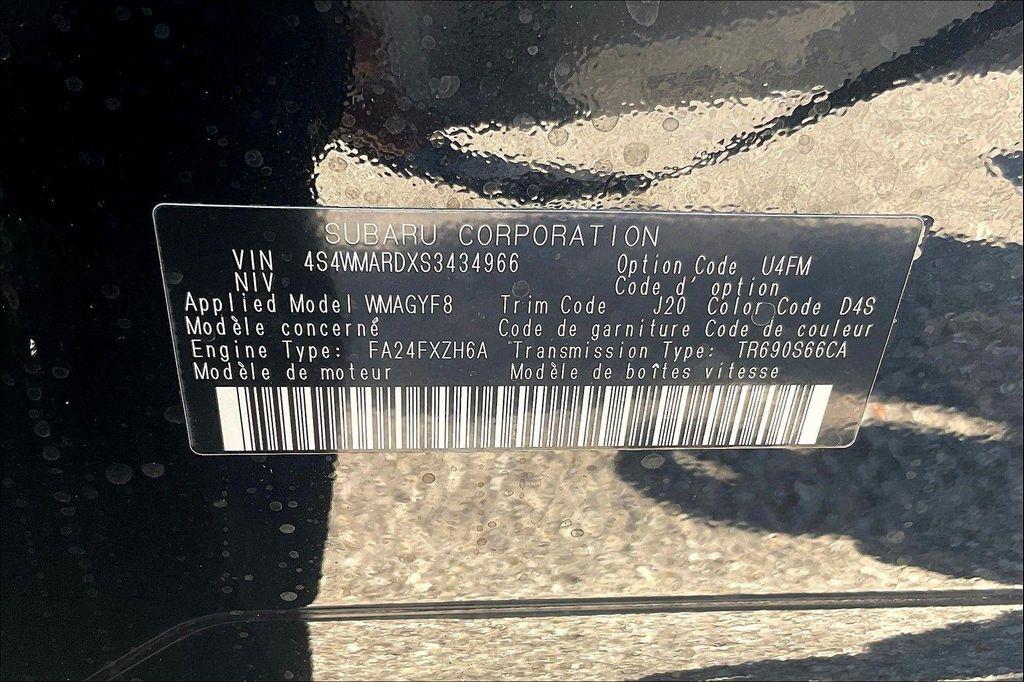 SUBARU CORPORATION
VIN 4S4WMARDXS3434966 Option Code U4FM
NIV Code d' option
Applied Model WMAGYF8 Trim Code J20 Color Code D4S
Modèle concerné Code de garniture Code de couleur
Engine Type: FA24FXZH6A Transmission Type: TR690S66CA
Modèle de moteur Modèle de boîtes vitesse